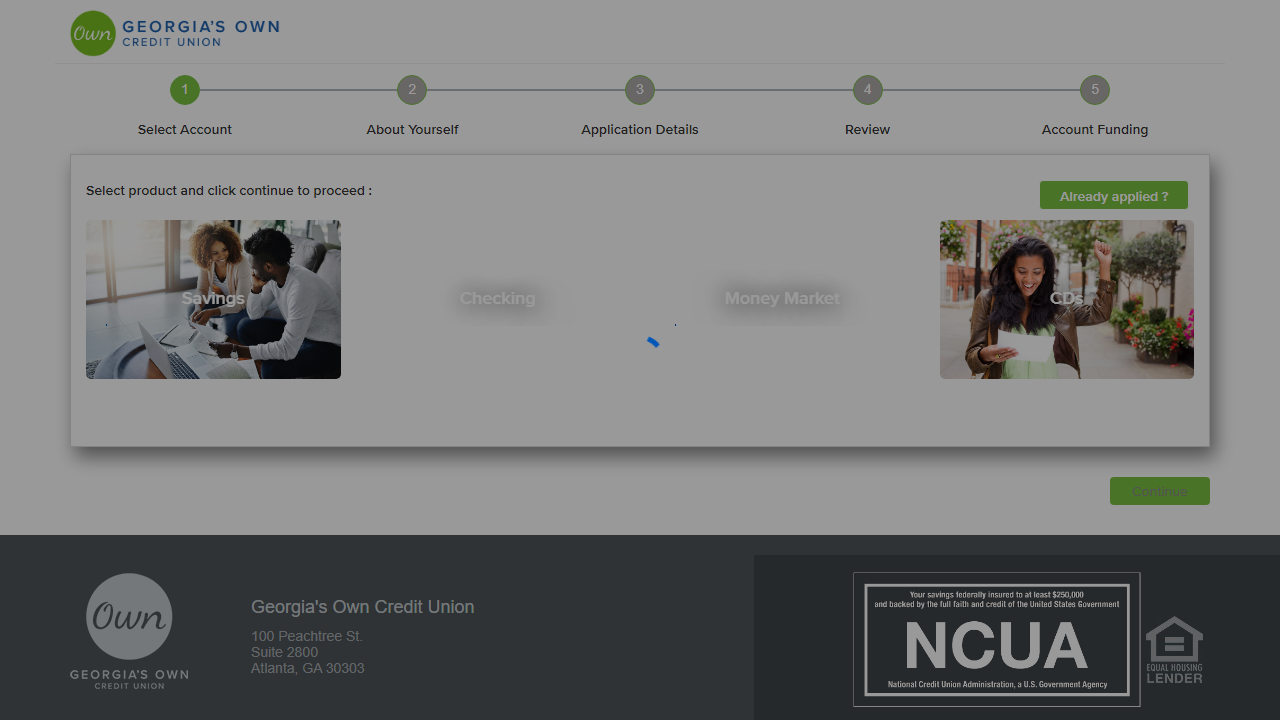 Own
GEORGIA'S OWN
CREDIT UNION
1
2
3
4
5
Select Account
About Yourself
Application Details
Review
Account Funding
Select product and click continue to proceed :
Already applied ?
Savings
Checking
Money Market
CDs
Continue
Own
GEORGIA'S OWN
CREDIT UNION
Georgia's Own Credit Union
100 Peachtree St.
Suite 2800
Atlanta, GA 30303
Your savings federally insured to at least $250,000
and backed by the full faith and credit of the United States Government
NCUA
National Credit Union Administration, a U.S. Government Agency
EQUAL HOUSING
LENDER